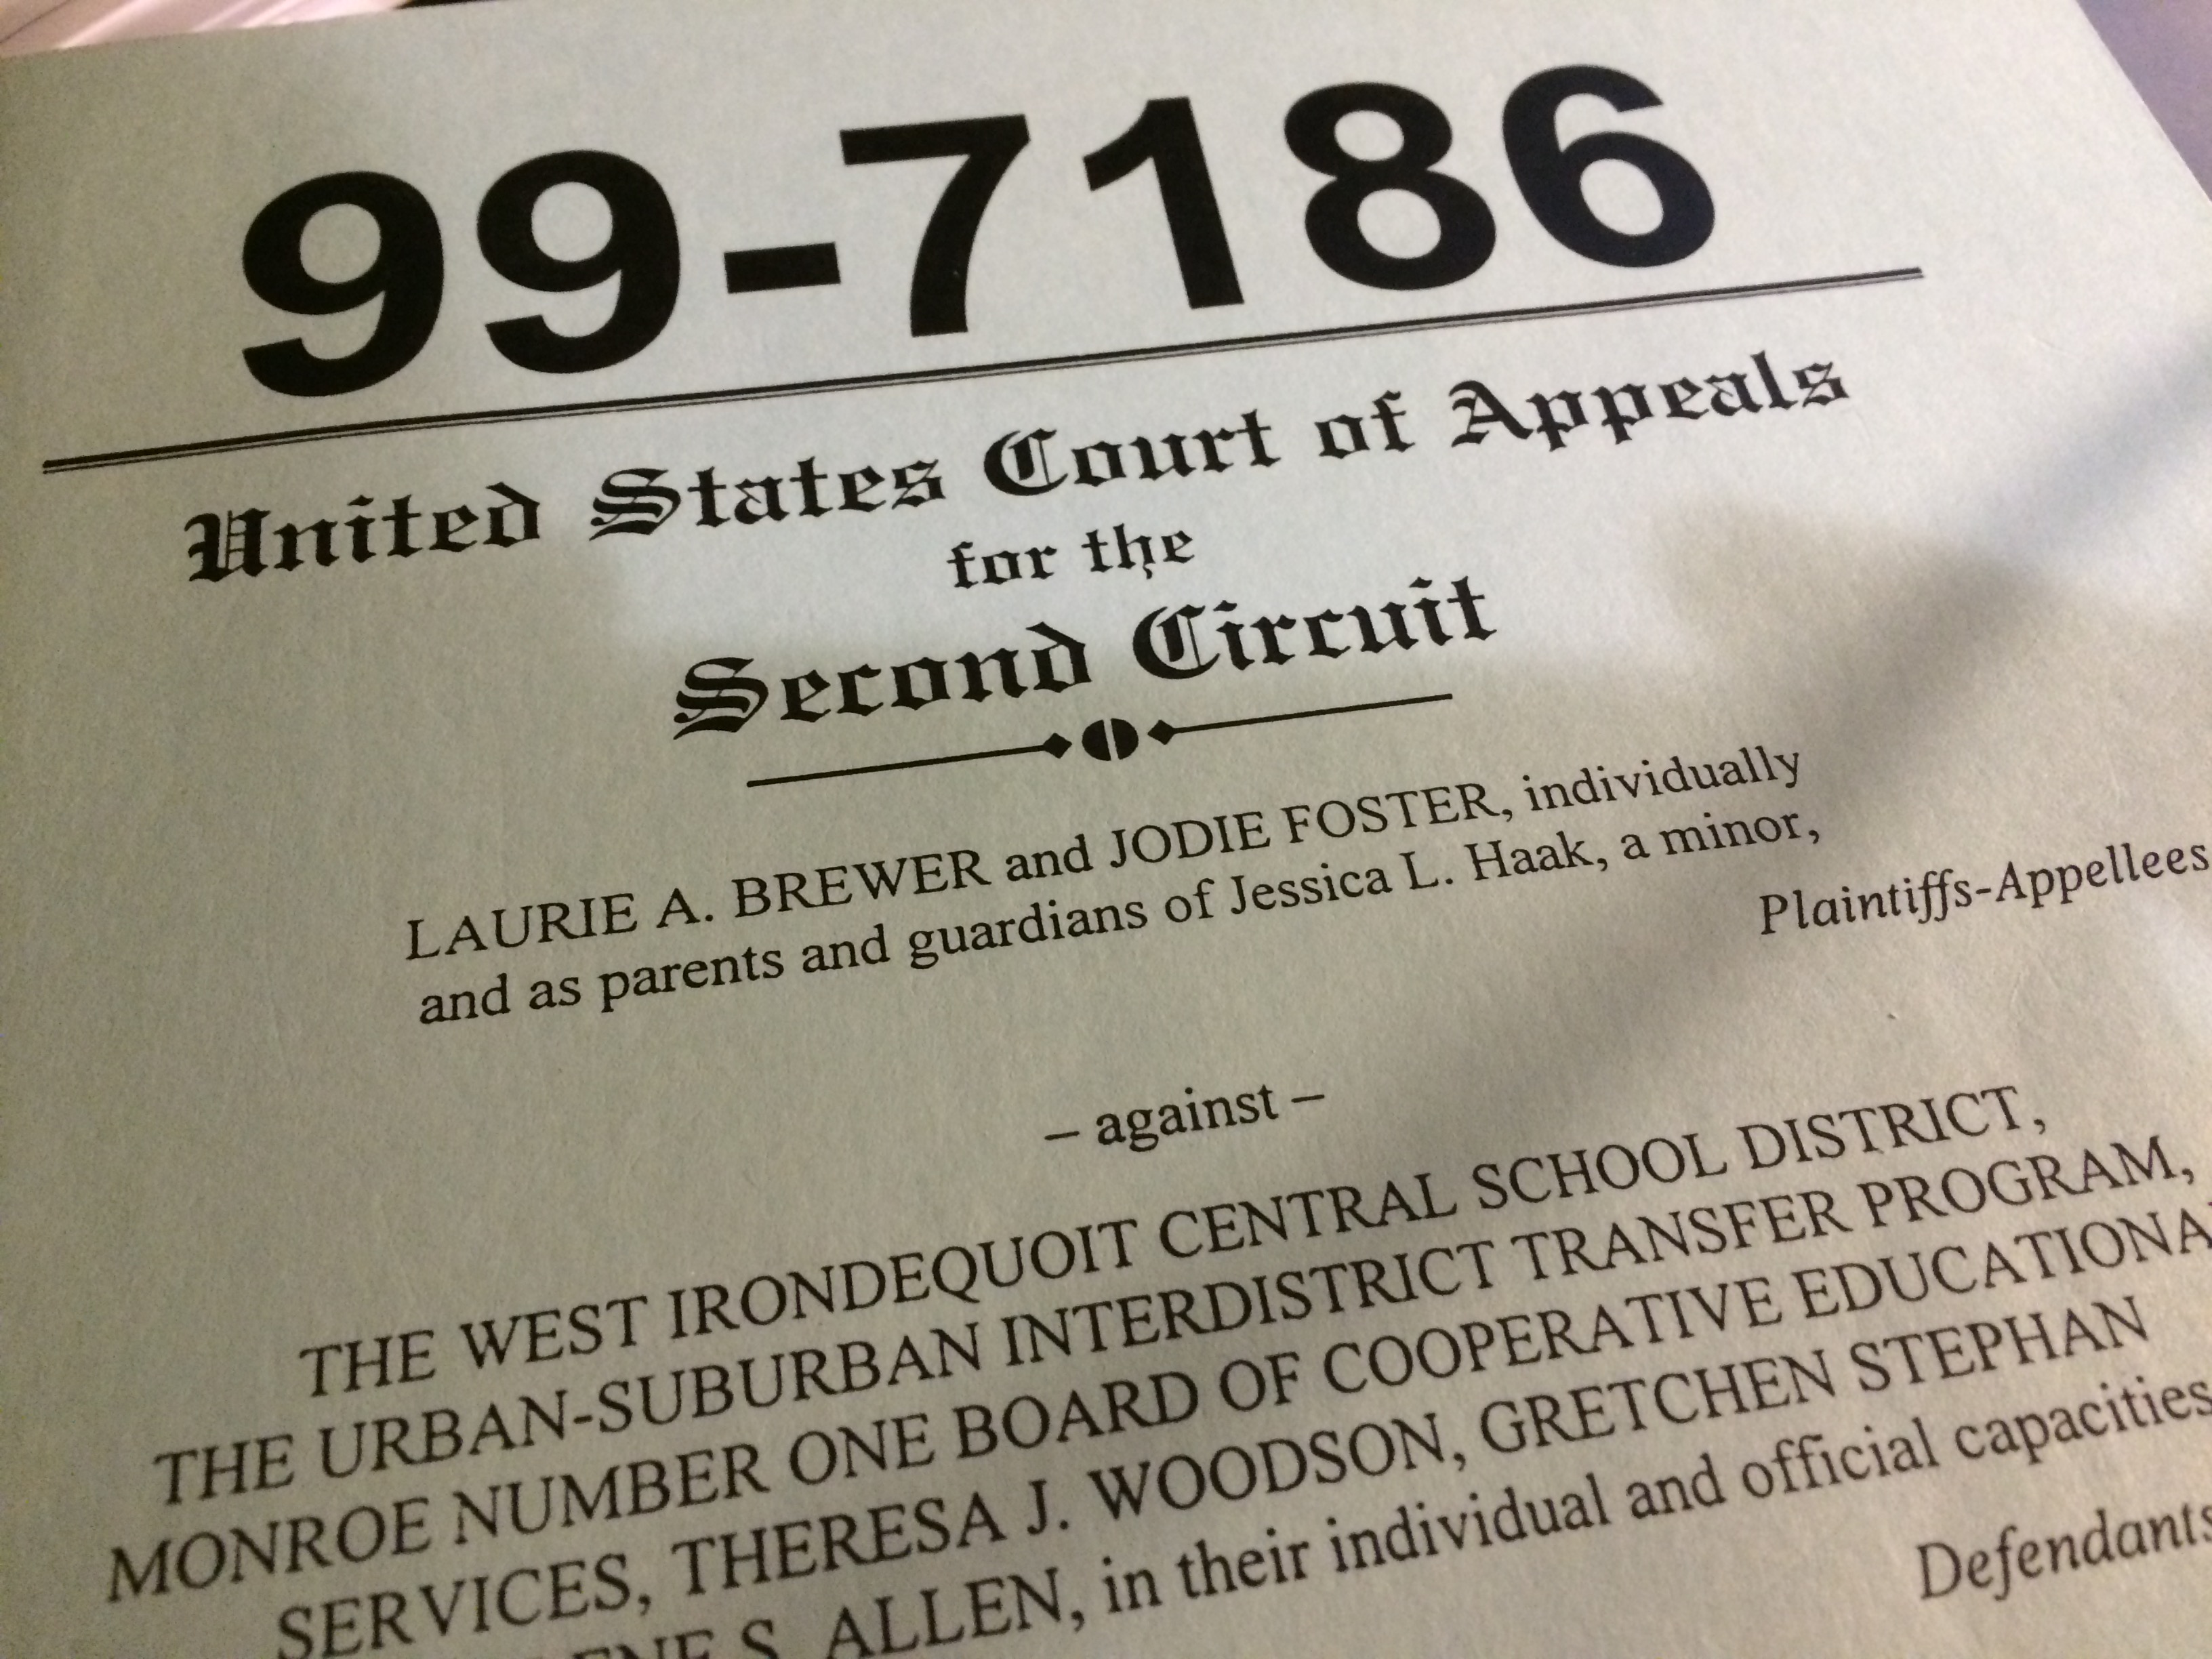 99-7186
United States Court of Appeals
for the
Second Circuit
LAURIE A. BREWER and JODIE FOSTER, individually
and as parents and guardians of Jessica L. Haak, a minor,
Plaintiffs-Appellees
– against –
THE WEST IRONDEQUOIT CENTRAL SCHOOL DISTRICT,
THE URBAN-SUBURBAN INTERDISTRICT TRANSFER PROGRAM,
MONROE NUMBER ONE BOARD OF COOPERATIVE EDUCATIONA
SERVICES, THERESA J. WOODSON, GRETCHEN STEPHAN
S. ALLEN, in their individual and official capacities
Defendants